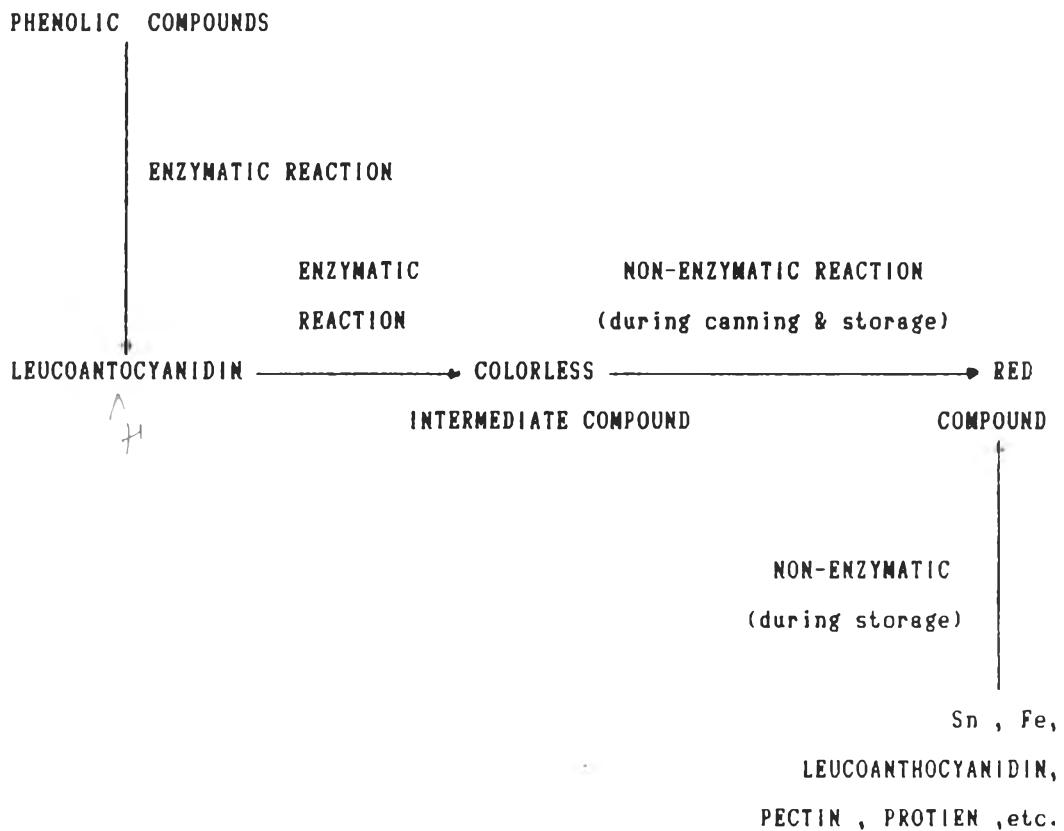 PHENOLIC COMPOUNDS
ENZYMATIC REACTION
ENZYMATIC
REACTION
NON-ENZYMATIC REACTION
(during canning & storage)
LEUCOANTOCYANIDIN
H
COLORLESS
INTERMEDIATE COMPOUND
RED
COMPOUND
NON-ENZYMATIC
(during storage)
Sn , Fe,
LEUCOANTHOCYANIDIN,
PECTIN , PROTIEN ,etc.